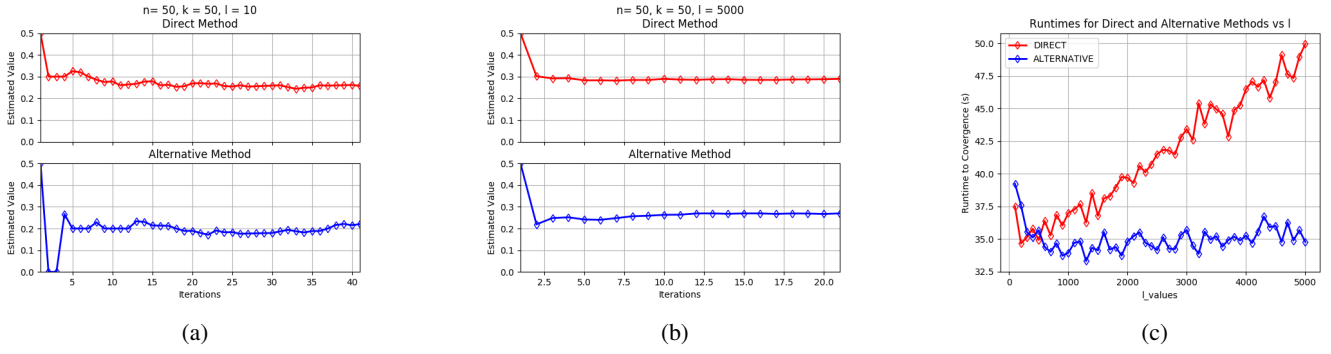 n= 50, k = 50, l = 10
Direct Method
0.5
0.4
0.3
0.2
0.1
0.0
Estimated Value
Alternative Method
0.5
0.4
0.3
0.2
0.1
0.0
Estimated Value
5 10 15 20 25 30 35 40
Iterations
(a)
n= 50, k = 50, l = 5000
Direct Method
0.5
0.4
0.3
0.2
0.1
0.0
Estimated Value
Alternative Method
0.5
0.4
0.3
0.2
0.1
0.0
Estimated Value
2.5 5.0 7.5 10.0 12.5 15.0 17.5 20.0
Iterations
(b)
Runtimes for Direct and Alternative Methods vs l
DIRECT
ALTERNATIVE
50.0
47.5
45.0
42.5
40.0
37.5
35.0
32.5
Runtime to Covergence (s)
0 1000 2000 3000 4000 5000
l_values
(c)